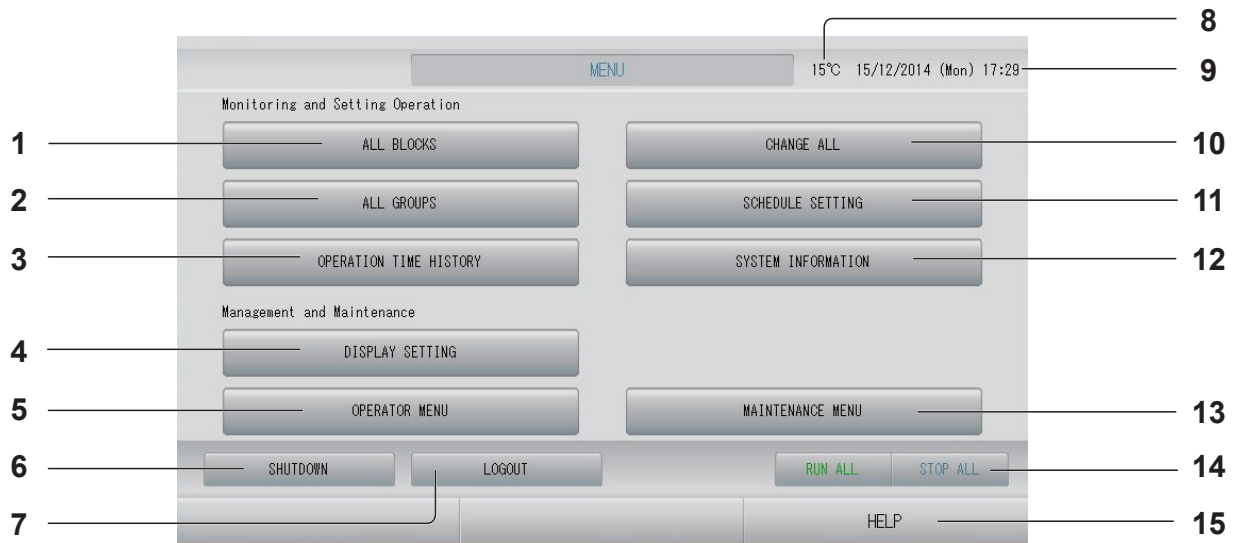 8
MENU 15°C 15/12/2014 (Mon) 17:29 9
Monitoring and Setting Operation
1 ALL BLOCKS CHANGE ALL 10
2 ALL GROUPS SCHEDULE SETTING 11
3 OPERATION TIME HISTORY SYSTEM INFORMATION 12
Management and Maintenance
4 DISPLAY SETTING
5 OPERATOR MENU MAINTENANCE MENU 13
6 SHUTDOWN LOGOUT RUN ALL STOP ALL 14
7 HELP 15